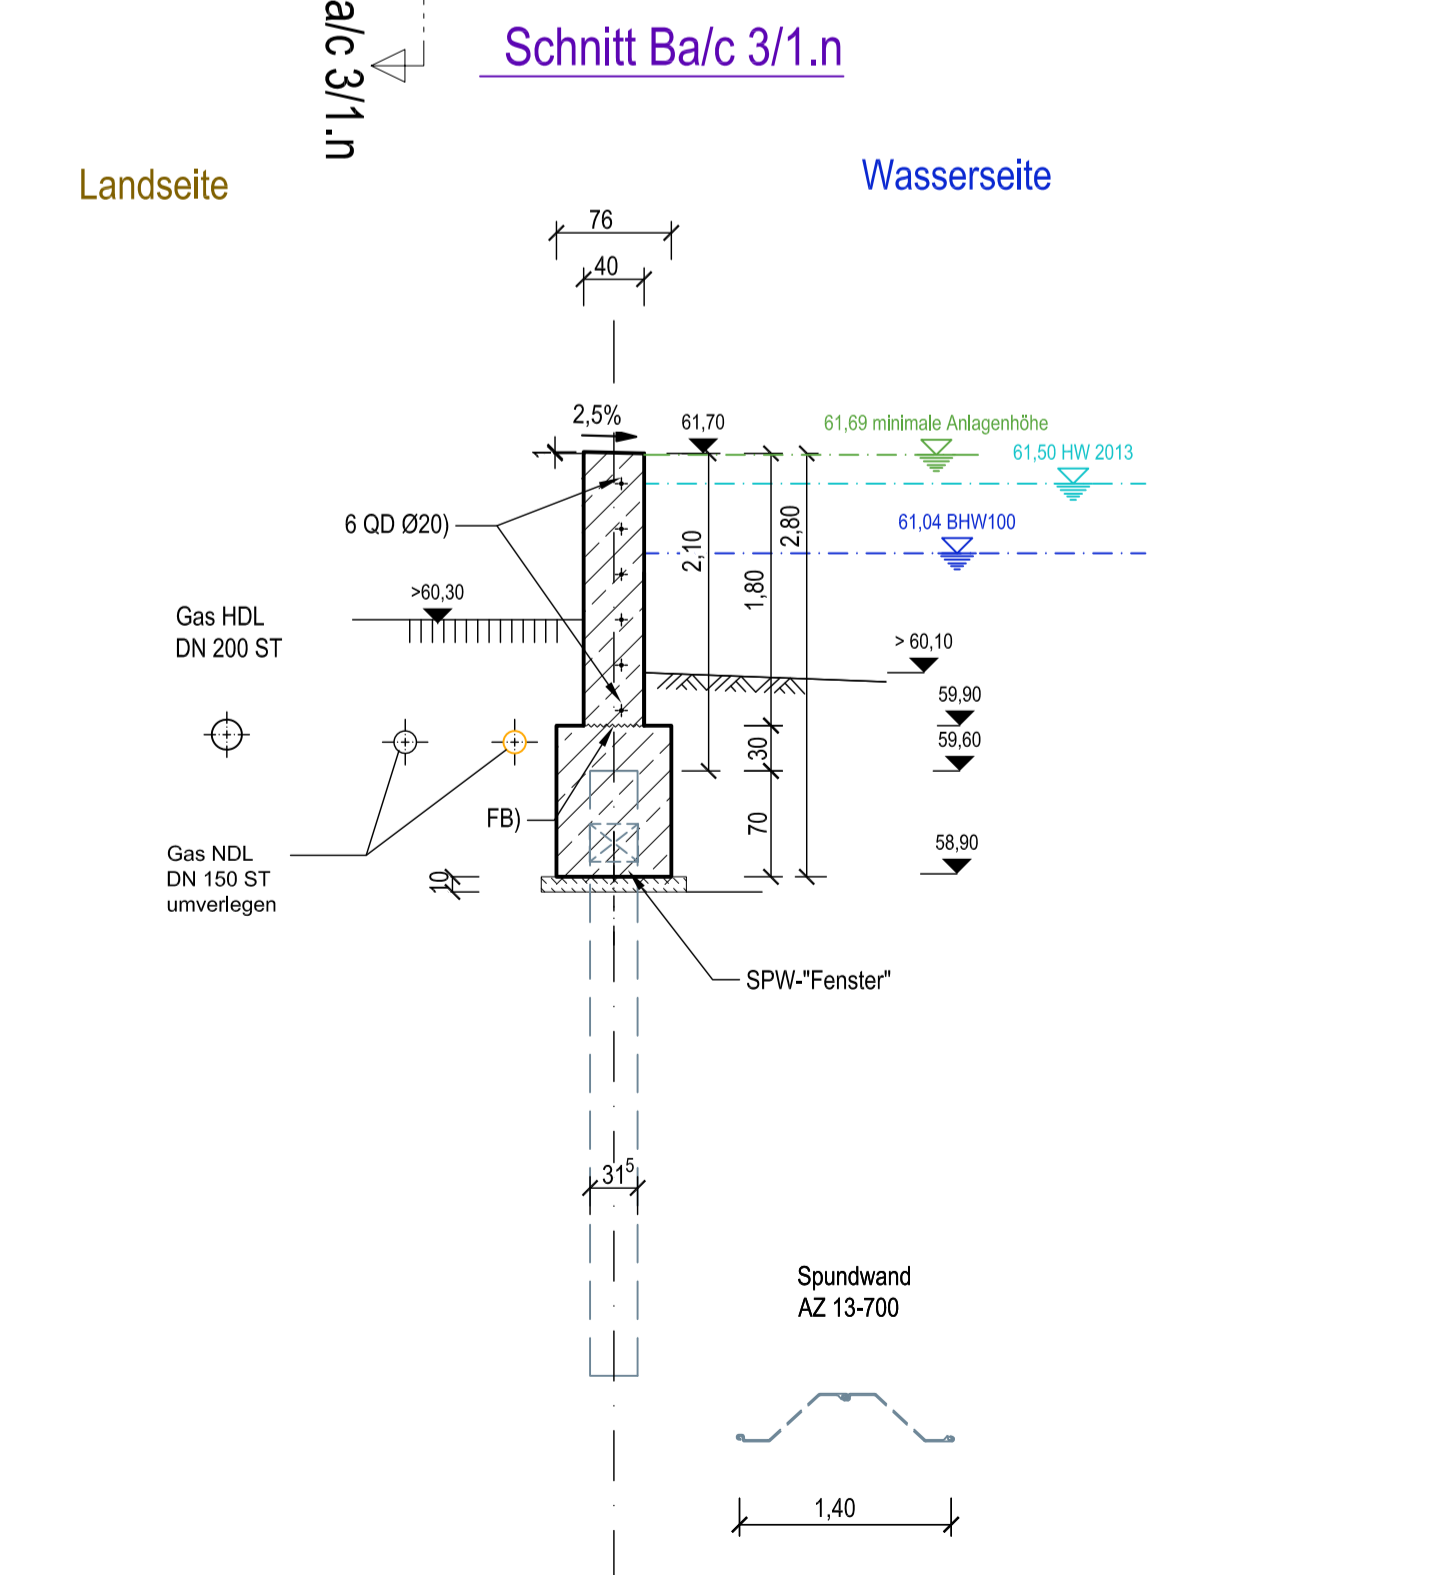 a/c 3/1.n
Schnitt Ba/c 3/1.n
Landseite
Wasserseite
76
40
2,5%
61,70
61,69 minimale Anlagenhöhe
61,50 HW 2013
1
6 QD Ø20)
61,04 BHW100
2,10
1,80
2,80
>60,30
Gas HDL
DN 200 ST
> 60,10
59,90
59,60
30
70
FB)
58,90
Gas NDL
DN 150 ST
umverlegen
10
SPW-"Fenster"
31⁵
Spundwand
AZ 13-700
1,40